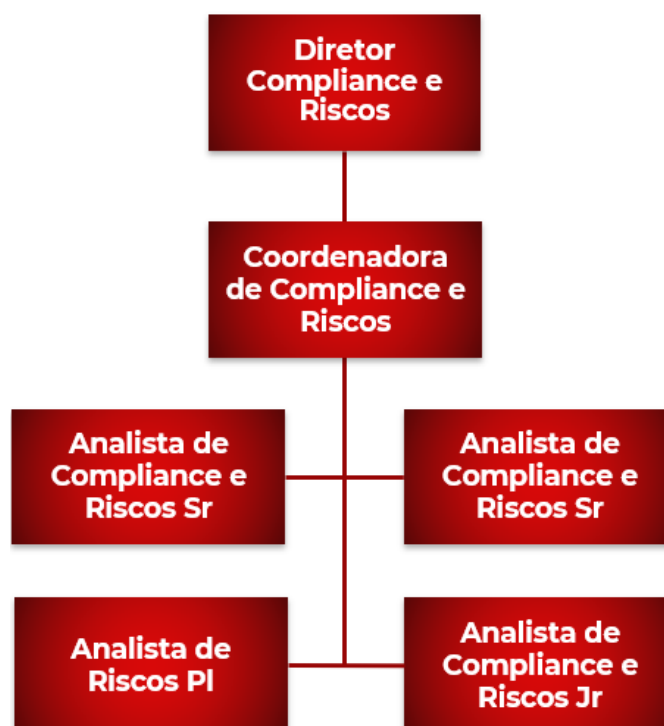 Diretor
Compliance e
Riscos
Coordenadora
de Compliance e
Riscos
Analista de
Compliance e
Riscos Sr
Analista de
Compliance e
Riscos Sr
Analista de
Riscos Pl
Analista de
Compliance e
Riscos Jr